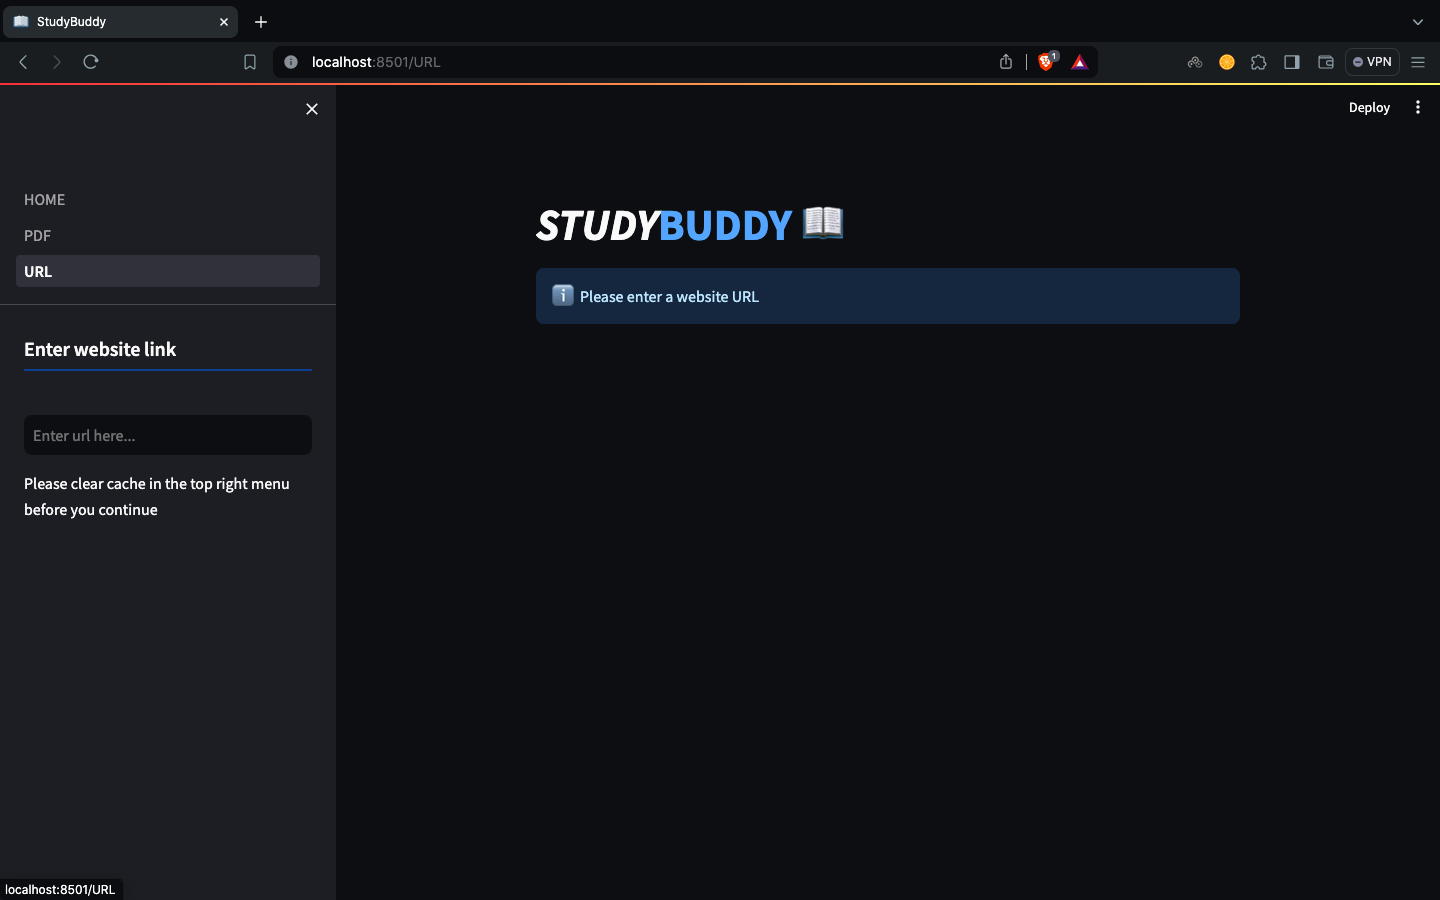 StudyBuddy
localhost:8501/URL
1
VPN
Deploy
HOME
PDF
URL
Enter website link
Enter url here...
Please clear cache in the top right menu
before you continue
STUDYBUDDY
Please enter a website URL
localhost:8501/URL